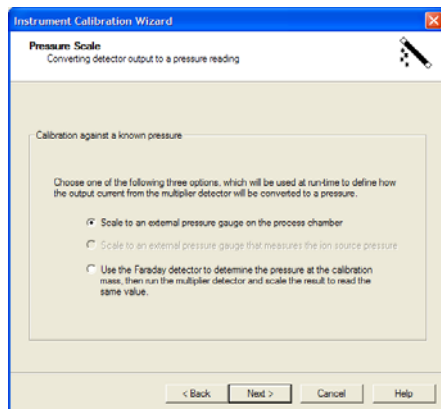 Instrument Calibration Wizard
Pressure Scale
Converting detector output to a pressure reading
Calibration against a known pressure
Choose one of the following three options, which will be used at run-time to define how
the output current from the multiplier detector will be converted to a pressure.
Scale to an external pressure gauge on the process chamber
Scale to an external pressure gauge that measures the ion source pressure
Use the Faraday detector to determine the pressure at the calibration
mass, then run the multiplier detector and scale the result to read the
same value.
< Back
Next >
Cancel
Help